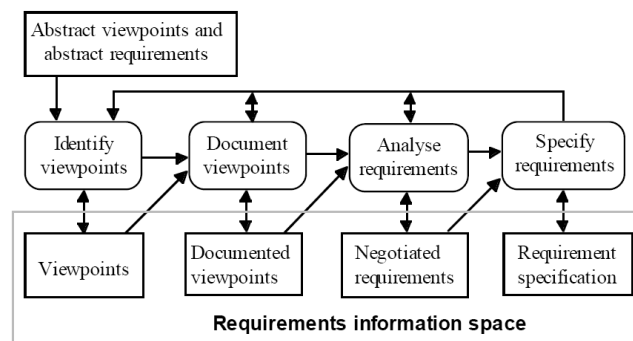 Abstract viewpoints and
abstract requirements
Identify
viewpoints
Document
viewpoints
Analyse
requirements
Specify
requirements
Viewpoints
Documented
viewpoints
Negotiated
requirements
Requirement
specification
Requirements information space